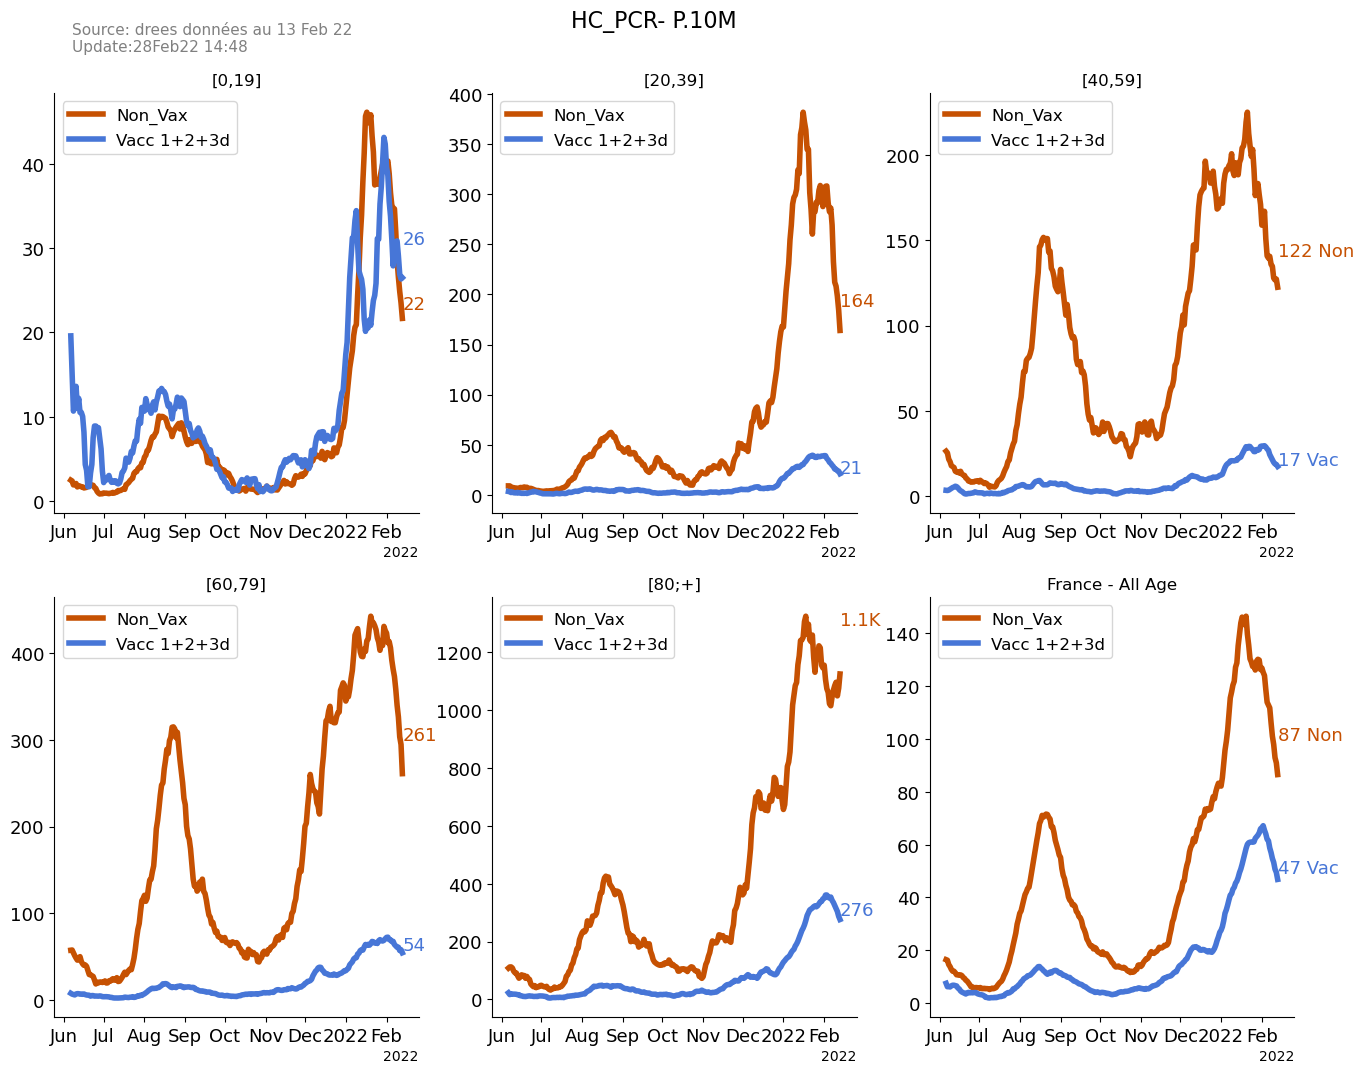 HC_PCR- P.10M
Source: drees données au 13 Feb 22
Update:28Feb22 14:48
[0,19]
Non_Vax
Vacc 1+2+3d
40
30
20
10
0
26
22
Jun Jul Aug Sep Oct Nov Dec 2022 Feb
2022
[20,39]
Non_Vax
Vacc 1+2+3d
400
350
300
250
200
150
100
50
0
164
21
Jun Jul Aug Sep Oct Nov Dec 2022 Feb
2022
[40,59]
Non_Vax
Vacc 1+2+3d
200
150
100
50
0
122 Non
17 Vac
Jun Jul Aug Sep Oct Nov Dec 2022 Feb
2022
[60,79]
Non_Vax
Vacc 1+2+3d
400
300
200
100
0
261
54
Jun Jul Aug Sep Oct Nov Dec 2022 Feb
2022
[80;+]
Non_Vax
Vacc 1+2+3d
1200
1000
800
600
400
200
0
1.1K
276
Jun Jul Aug Sep Oct Nov Dec 2022 Feb
2022
France - All Age
Non_Vax
Vacc 1+2+3d
140
120
100
80
60
40
20
0
87 Non
47 Vac
Jun Jul Aug Sep Oct Nov Dec 2022 Feb
2022